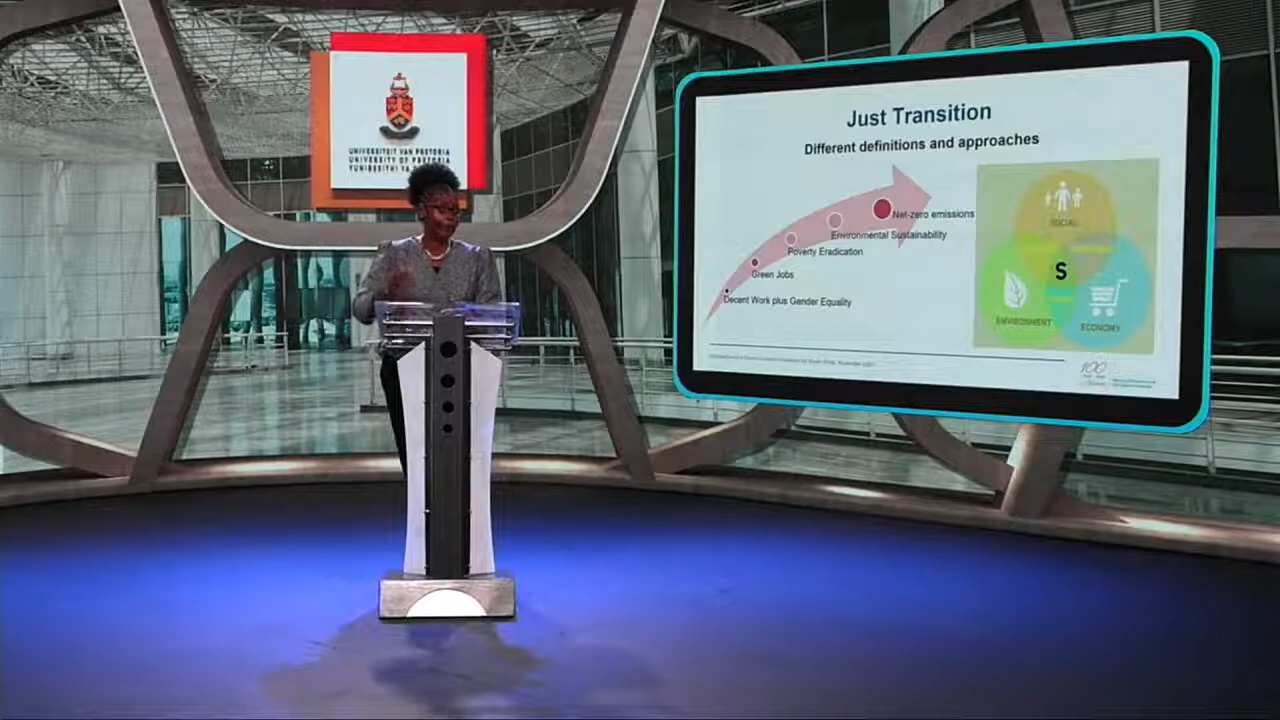 UNIVERSITEIT VAN PRETORIA
UNIVERSITY OF PRETORIA
YUNIBESITHI YA
Just Transition
Different definitions and approaches
Net-zero emissions
Environmental Sustainability
Poverty Eradication
Green Jobs
Decent Work plus Gender Equality
SOCIAL
S
ENVIRONMENT
ECONOMY
100